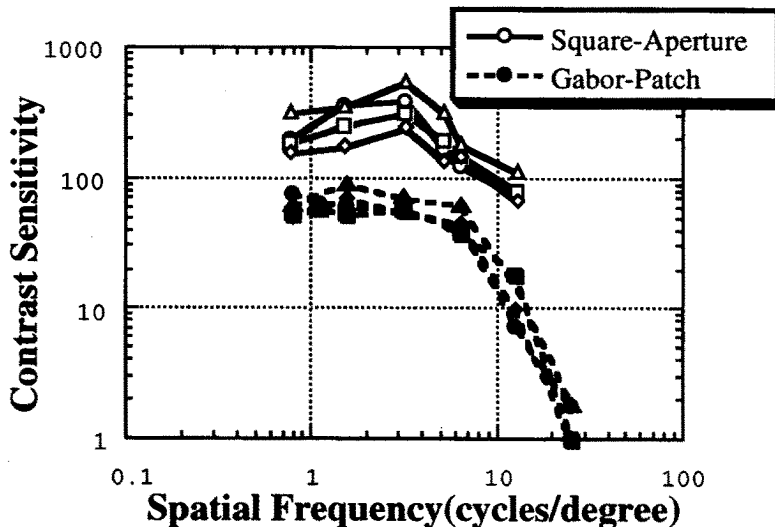 Square-Aperture
Gabor-Patch
1000
100
10
1
Contrast Sensitivity
0.1
1
10
100
Spatial Frequency(cycles/degree)